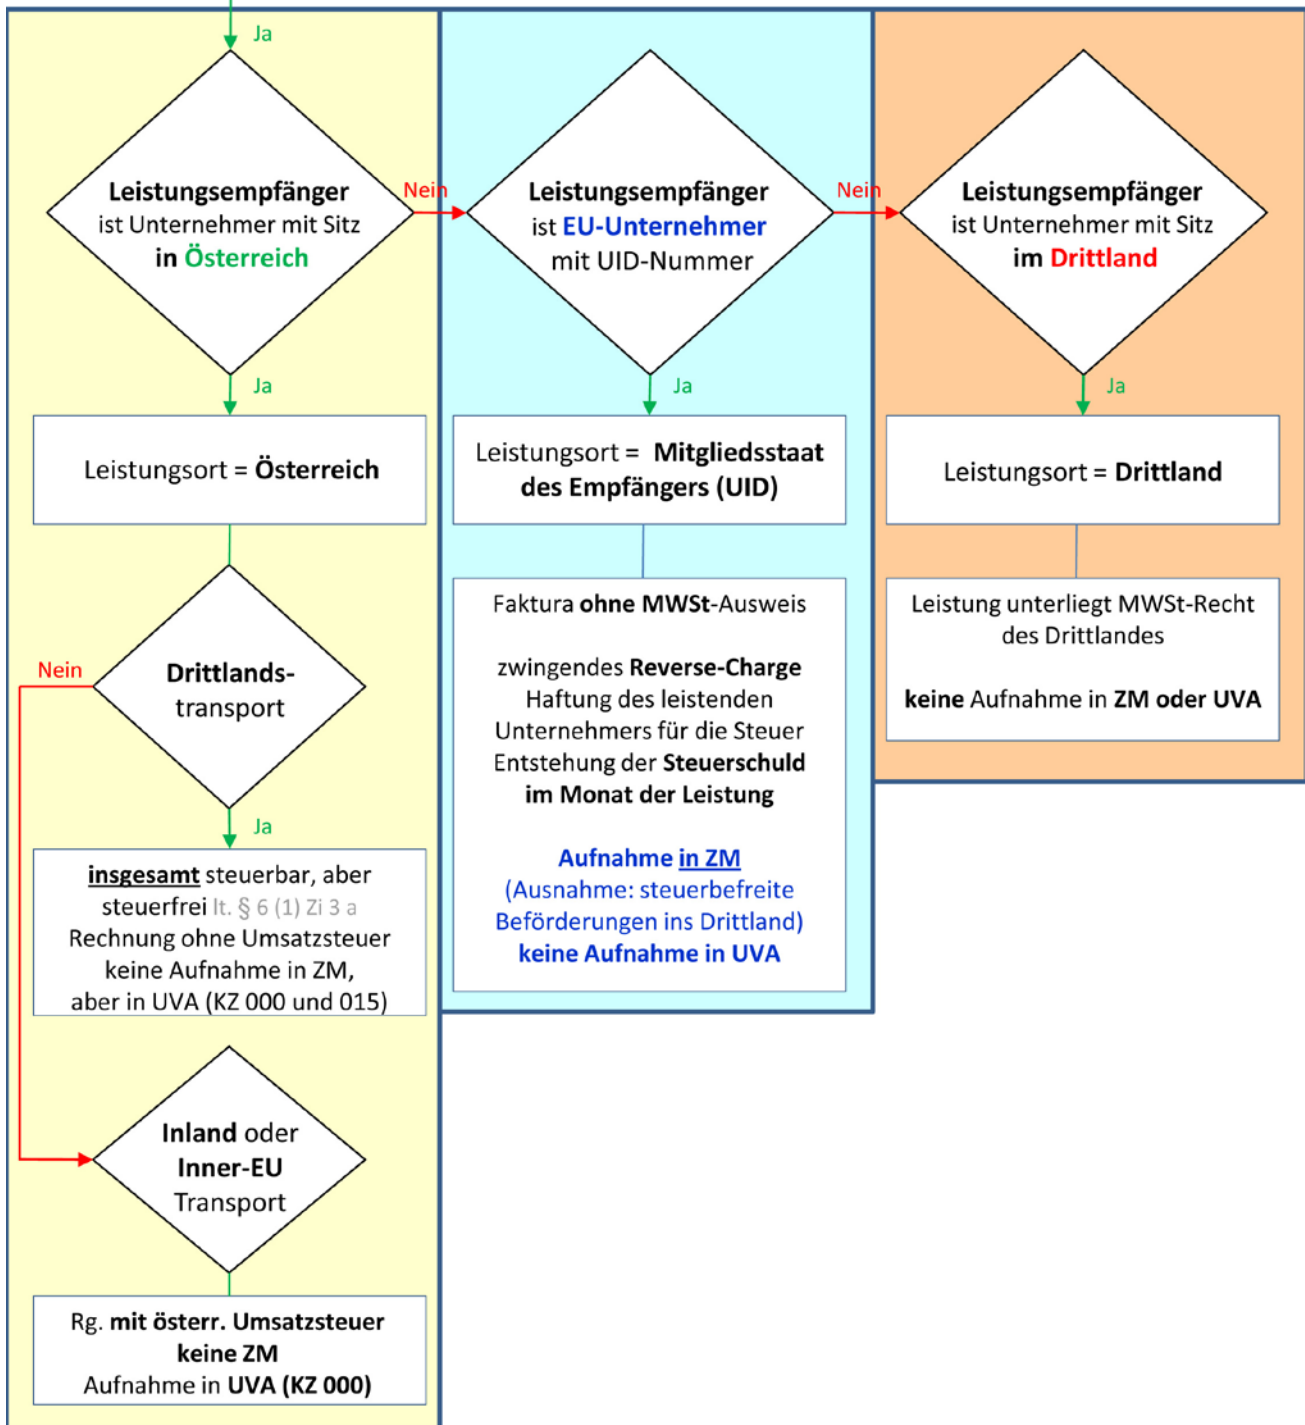 Ja
Leistungsempfänger
ist Unternehmer mit Sitz
in Österreich
Nein
Leistungsempfänger
ist EU-Unternehmer
mit UID-Nummer
Nein
Leistungsempfänger
ist Unternehmer mit Sitz
im Drittland
Ja
Ja
Ja
Leistungsort = Österreich
Leistungsort = Mitgliedsstaat
des Empfängers (UID)
Leistungsort = Drittland
Nein
Drittlands-
transport
Ja
insgesamt steuerbar, aber
steuerfrei lt. § 6 (1) Zi 3 a
Rechnung ohne Umsatzsteuer
keine Aufnahme in ZM,
aber in UVA (KZ 000 und 015)
Inland oder
Inner-EU
Transport
Rg. mit österr. Umsatzsteuer
keine ZM
Aufnahme in UVA (KZ 000)
Faktura ohne MWSt-Ausweis
zwingendes Reverse-Charge
Haftung des leistenden
Unternehmers für die Steuer
Entstehung der Steuerschuld
im Monat der Leistung
Aufnahme in ZM
(Ausnahme: steuerbefreite
Beförderungen ins Drittland)
keine Aufnahme in UVA
Leistung unterliegt MWSt-Recht
des Drittlandes
keine Aufnahme in ZM oder UVA